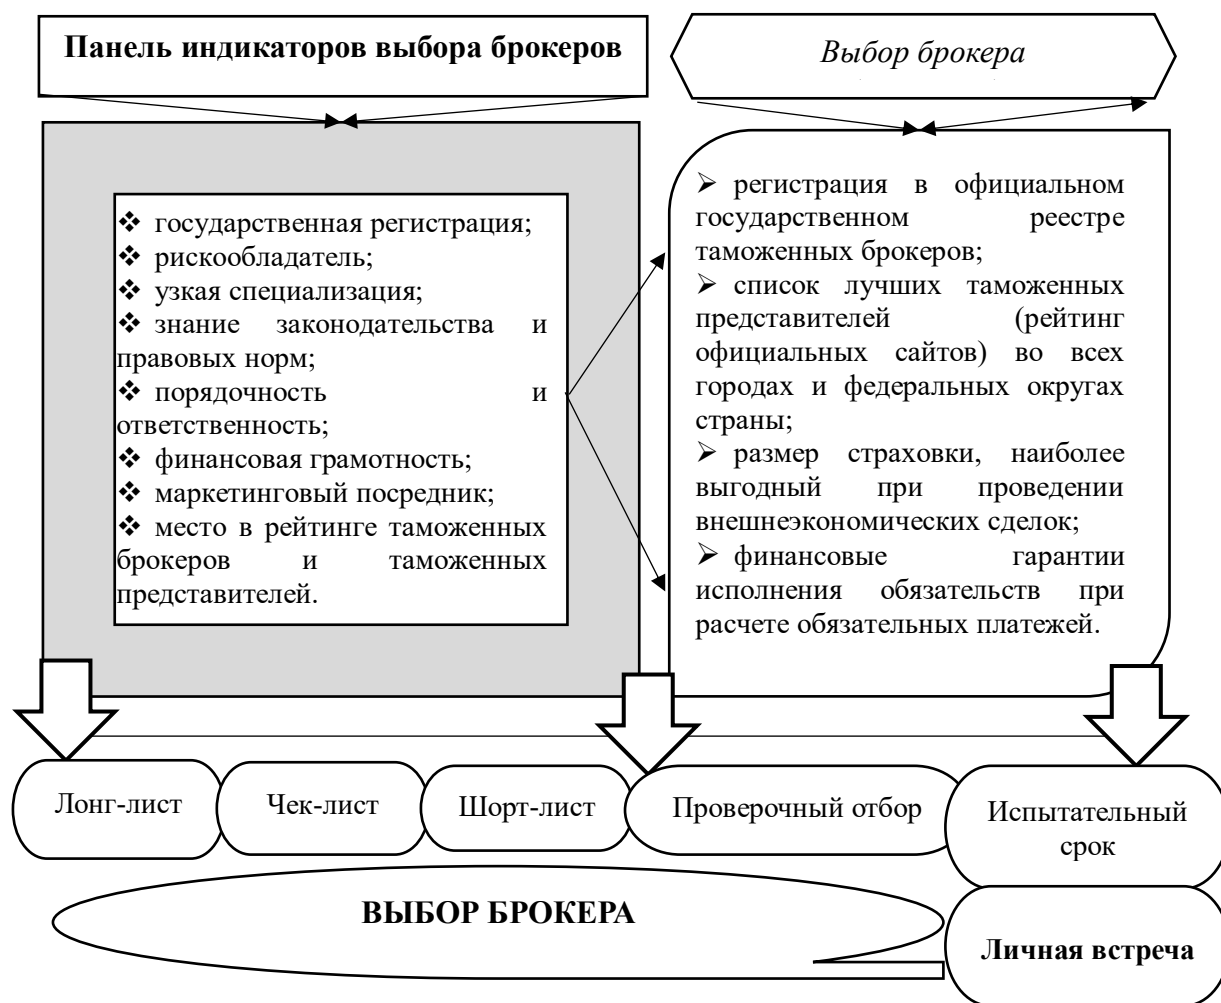 Панель индикаторов выбора брокеров
Выбор брокера
❖ государственная регистрация;
❖ рискообладатель;
❖ узкая специализация;
❖ знание законодательства и
правовых норм;
❖ порядочность и
ответственность;
❖ финансовая грамотность;
❖ маркетинговый посредник;
❖ место в рейтинге таможенных
брокеров и таможенных
представителей.
➢ регистрация в официальном
государственном реестре
таможенных брокеров;
➢ список лучших таможенных
представителей (рейтинг
официальных сайтов) во всех
городах и федеральных округах
страны;
➢ размер страховки, наиболее
выгодный при проведении
внешнеэкономических сделок;
➢ финансовые гарантии
исполнения обязательств при
расчете обязательных платежей.
Лонг-лист
Чек-лист
Шорт-лист
Проверочный отбор
Испытательный
срок
ВЫБОР БРОКЕРА
Личная встреча